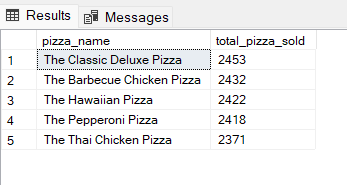 Results Messages
pizza_name total_pizza_sold
1 The Classic Deluxe Pizza 2453
2 The Barbecue Chicken Pizza 2432
3 The Hawaiian Pizza 2422
4 The Pepperoni Pizza 2418
5 The Thai Chicken Pizza 2371